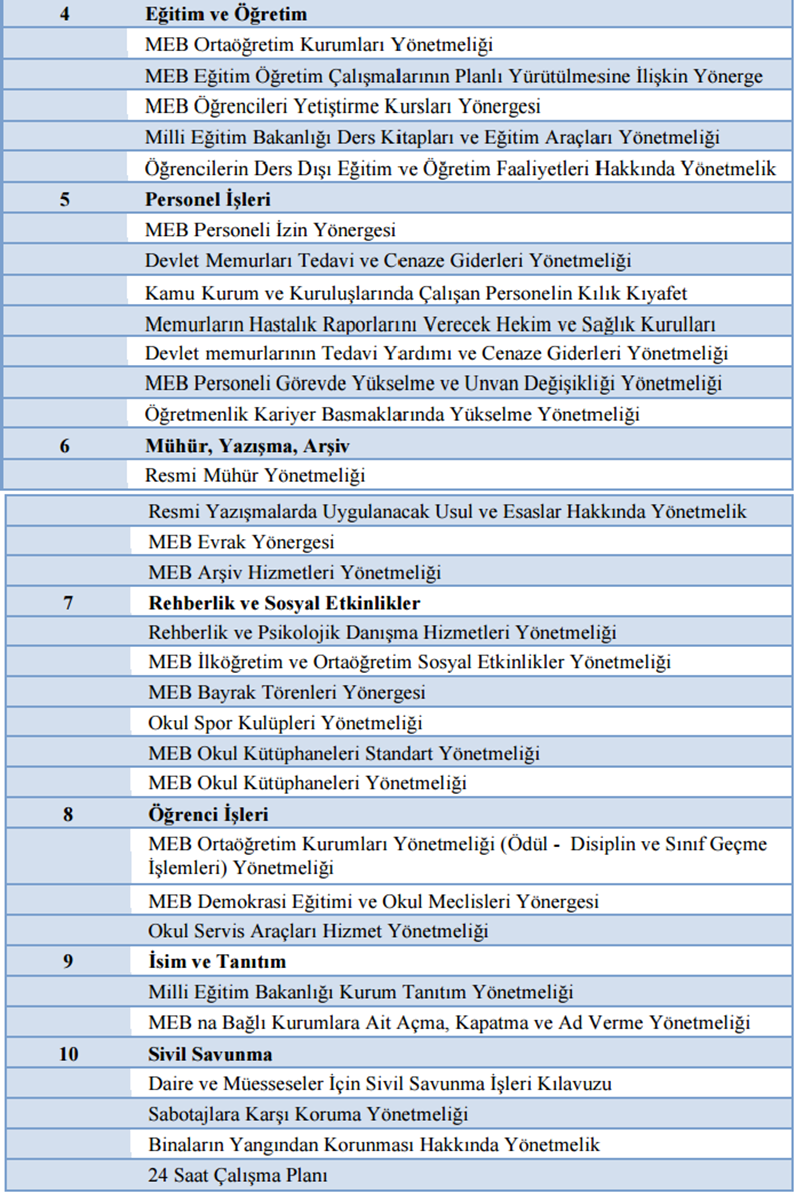 4 Eğitim ve Öğretim
MEB Ortaöğretim Kurumları Yönetmeliği
MEB Eğitim Öğretim Çalışmalarının Planlı Yürütülmesine İlişkin Yönerge
MEB Öğrencileri Yetiştirme Kursları Yönergesi
Milli Eğitim Bakanlığı Ders Kitapları ve Eğitim Araçları Yönetmeliği
Öğrencilerin Ders Dışı Eğitim ve Öğretim Faaliyetleri Hakkında Yönetmelik
5 Personel İşleri
MEB Personeli İzin Yönergesi
Devlet Memurları Tedavi ve Cenaze Giderleri Yönetmeliği
Kamu Kurum ve Kuruluşlarında Çalışan Personelin Kılık Kıyafet
Memurların Hastalık Raporlarını Verecek Hekim ve Sağlık Kurulları
Devlet memurlarının Tedavi Yardımı ve Cenaze Giderleri Yönetmeliği
MEB Personeli Görevde Yükselme ve Unvan Değişikliği Yönetmeliği
Öğretmenlik Kariyer Basmaklarında Yükselme Yönetmeliği
6 Mühür, Yazışma, Arşiv
Resmi Mühür Yönetmeliği
Resmi Yazışmalarda Uygulanacak Usul ve Esaslar Hakkında Yönetmelik
MEB Evrak Yönergesi
MEB Arşiv Hizmetleri Yönetmeliği
7 Rehberlik ve Sosyal Etkinlikler
Rehberlik ve Psikolojik Danışma Hizmetleri Yönetmeliği
MEB İlköğretim ve Ortaöğretim Sosyal Etkinlikler Yönetmeliği
MEB Bayrak Törenleri Yönergesi
Okul Spor Kulüpleri Yönetmeliği
MEB Okul Kütüphaneleri Standart Yönetmeliği
MEB Okul Kütüphaneleri Yönetmeliği
8 Öğrenci İşleri
MEB Ortaöğretim Kurumları Yönetmeliği (Ödül - Disiplin ve Sınıf Geçme
İşlemleri) Yönetmeliği
MEB Demokrasi Eğitimi ve Okul Meclisleri Yönergesi
Okul Servis Araçları Hizmet Yönetmeliği
9 İsim ve Tanıtım
Milli Eğitim Bakanlığı Kurum Tanıtım Yönetmeliği
MEB na Bağlı Kurumlara Ait Açma, Kapatma ve Ad Verme Yönetmeliği
10 Sivil Savunma
Daire ve Müesseseler İçin Sivil Savunma İşleri Kılavuzu
Sabotajlara Karşı Koruma Yönetmeliği
Binaların Yangından Korunması Hakkında Yönetmelik
24 Saat Çalışma Planı